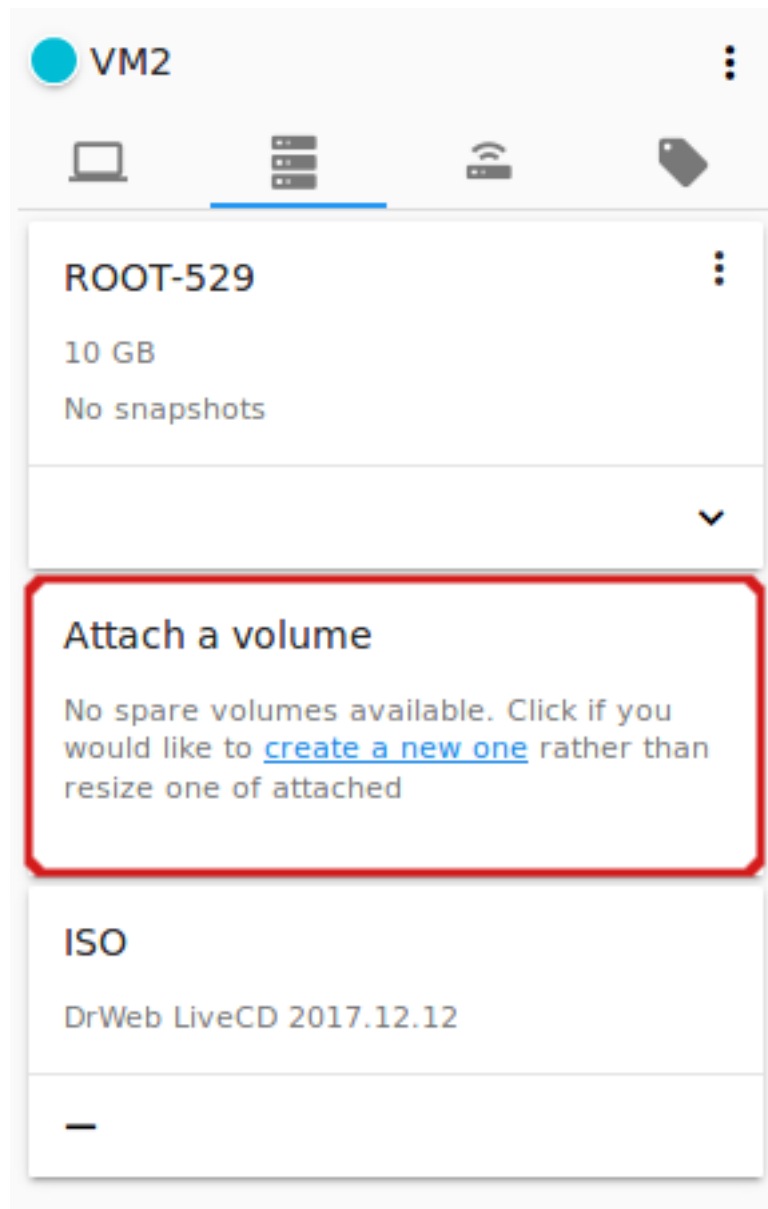 VM2
ROOT-529
10 GB
No snapshots
Attach a volume
No spare volumes available. Click if you
would like to create a new one rather than
resize one of attached
ISO
DrWeb LiveCD 2017.12.12